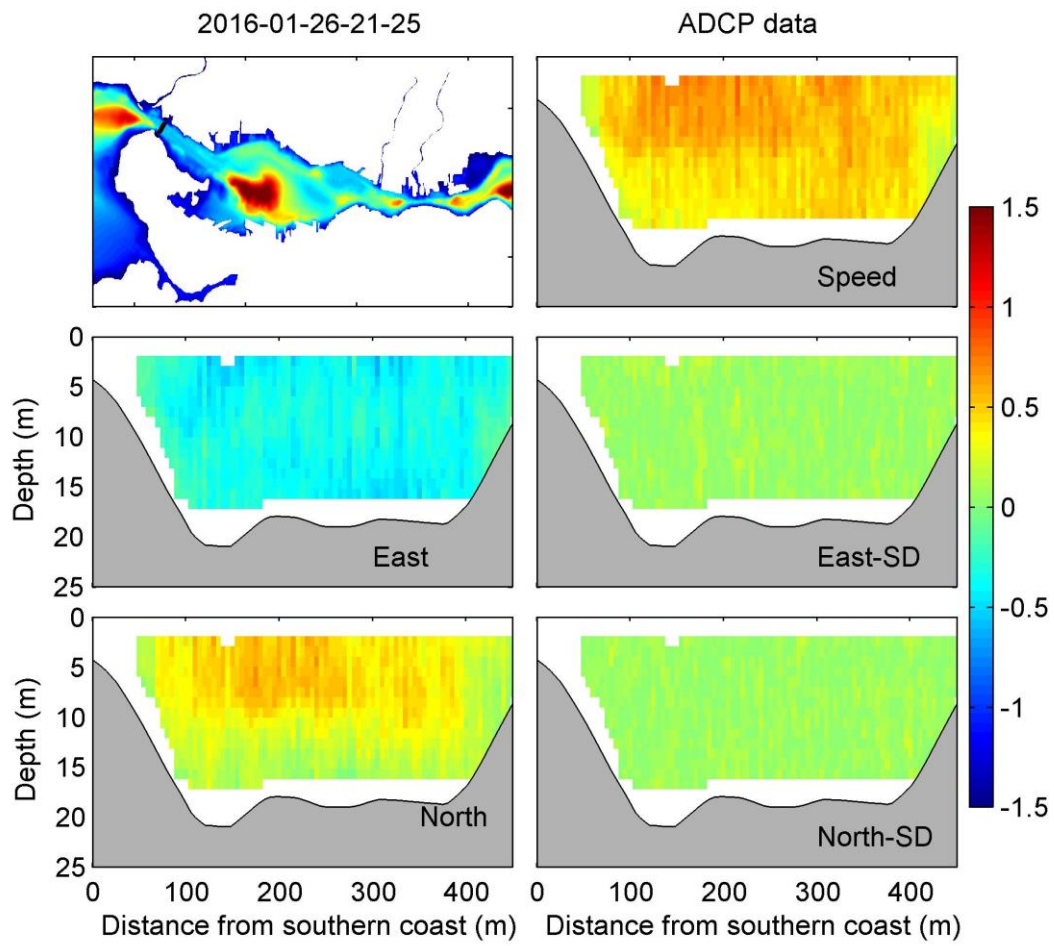 2016-01-26-21-25
ADCP data
Speed
1.5
1
0.5
0
-0.5
-1
-1.5
0
5
10
15
20
25
Depth (m)
East
East-SD
0
5
10
15
20
25
Depth (m)
North
North-SD
0 100 200 300 400
0 100 200 300 400
Distance from southern coast (m)
Distance from southern coast (m)